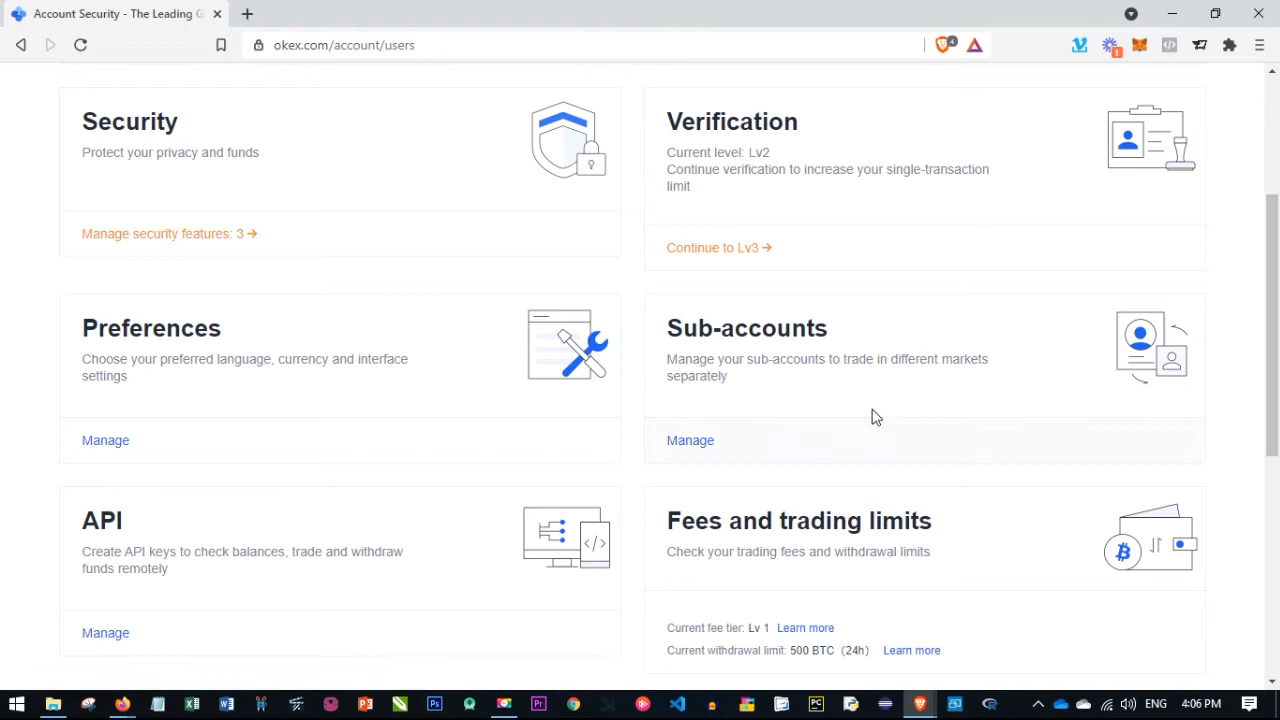 Account Security - The Leading G
okex.com/account/users
4
1
Security
Protect your privacy and funds
Manage security features: 3
Verification
Current level: Lv2
Continue verification to increase your single-transaction
limit
Continue to Lv3
Preferences
Choose your preferred language, currency and interface
settings
Manage
Sub-accounts
Manage your sub-accounts to trade in different markets
separately
Manage
API
Create API keys to check balances, trade and withdraw
funds remotely
Manage
Fees and trading limits
Check your trading fees and withdrawal limits
Current fee tier: Lv 1 Learn more
Current withdrawal limit: 500 BTC (24h) Learn more
ENG
4:06 PM